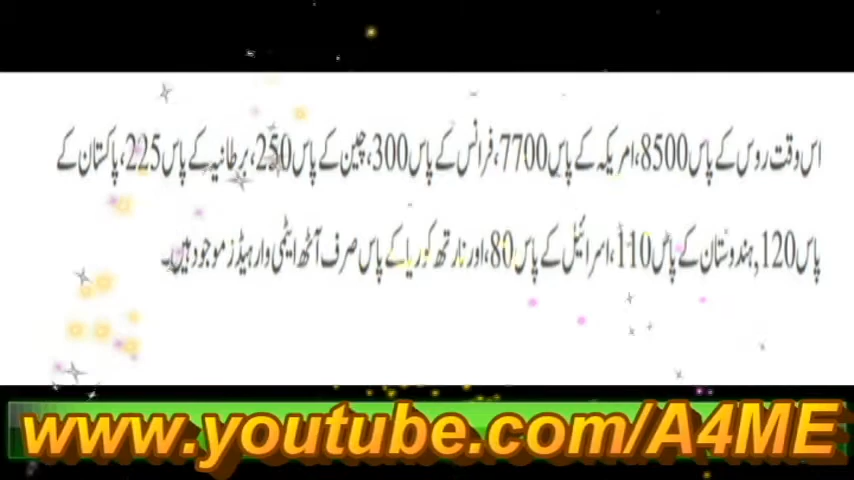 اس وقت روس کے پاس 8500، امریکہ کے پاس 7700، فرانس کے پاس 300، چین کے پاس 250، برطانیہ کے پاس 225، پاکستان کے
پاس 120, ہندوستان کے پاس 110، اسرائیل کے پاس 80، اور نارتھ کوریا کے پاس صرف آٹھ ایٹمی وار ہیڈز موجود ہیں۔
www.youtube.com/A4ME